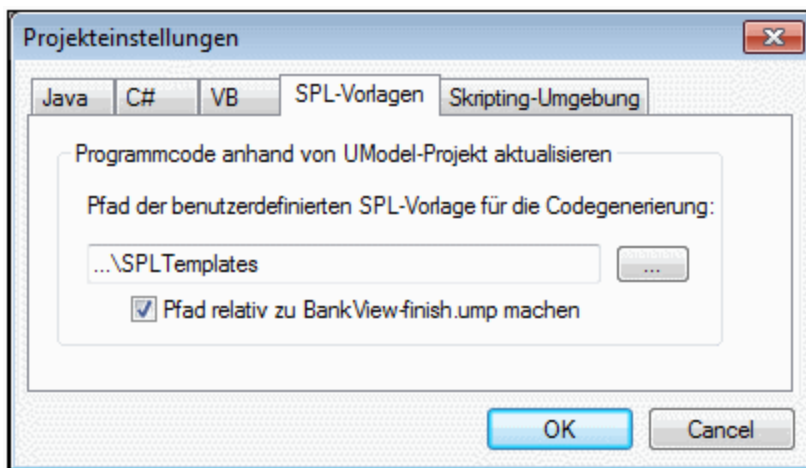 Projekteinstellungen
Java C# VB SPL-Vorlagen Skripting-Umgebung
Programmcode anhand von UModel-Projekt aktualisieren
Pfad der benutzerdefinierten SPL-Vorlage für die Codegenerierung:
...\SPLTemplates ...
Pfad relativ zu BankView-finish.ump machen
OK Cancel